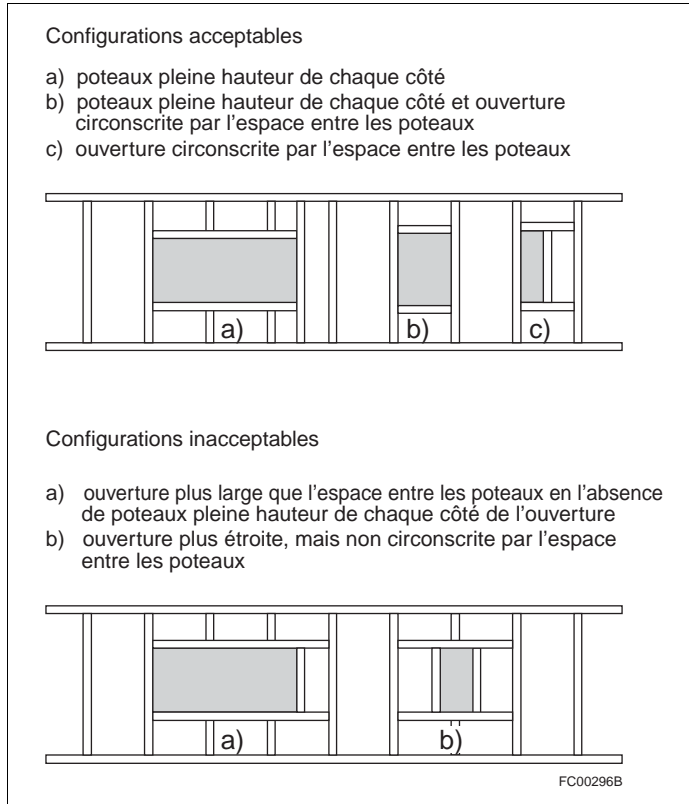 Configurations acceptables
a) poteaux pleine hauteur de chaque côté
b) poteaux pleine hauteur de chaque côté et ouverture
circonscrite par l'espace entre les poteaux
c) ouverture circonscrite par l'espace entre les poteaux
a)
b)
c)
Configurations inacceptables
a) ouverture plus large que l'espace entre les poteaux en l'absence
de poteaux pleine hauteur de chaque côté de l'ouverture
b) ouverture plus étroite, mais non circonscrite par l'espace
entre les poteaux
a)
b)
FC00296B